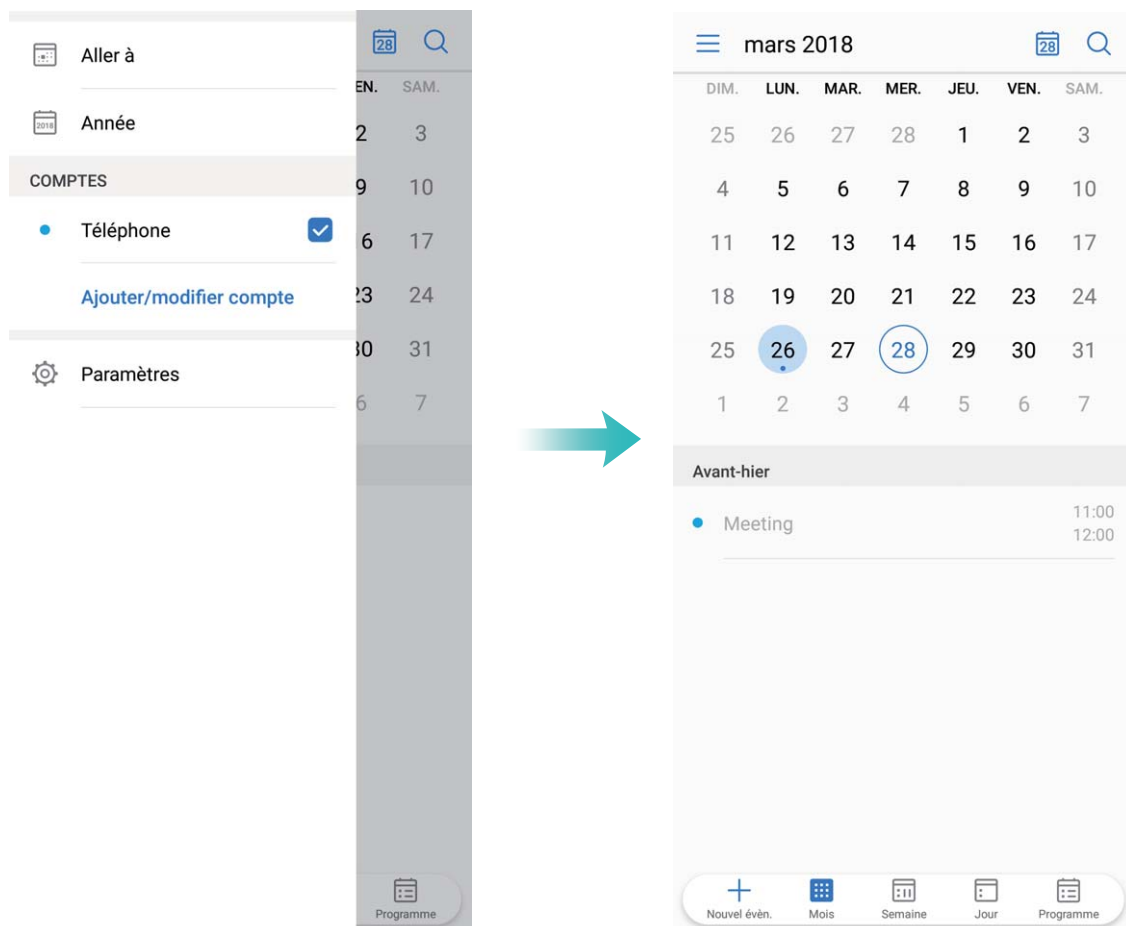 28
Aller à
EN. SAM.
2018 Année
2 3
COMPTES
9 10
Téléphone
6 17
Ajouter/modifier compte
23 24
30 31
Paramètres
6 7
Programme
mars 2018 28
DIM. LUN. MAR. MER. JEU. VEN. SAM.
25 26 27 28 1 2 3
4 5 6 7 8 9 10
11 12 13 14 15 16 17
18 19 20 21 22 23 24
25 26 27 28 29 30 31
1 2 3 4 5 6 7
Avant-hier
Meeting 11:00
12:00
Nouvel évèn. Mois Semaine Jour Programme